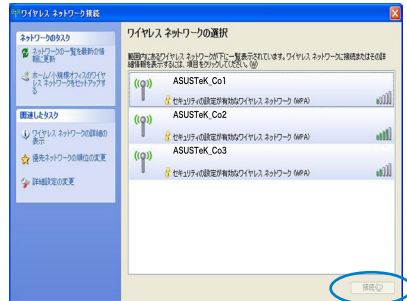 ワイヤレス ネットワーク接続
ネットワークのタスク
ネットワークの一覧を最新の情
報に更新
ホーム/小規模オフィスのワイヤ
レス ネットワークをセットアップす
る
関連したタスク
ワイヤレス ネットワークの詳細の
表示
優先ネットワークの順位の変更
詳細設定の変更
ワイヤレス ネットワークの選択
範囲内にあるワイヤレス ネットワークが下に一覧表示されています。ワイヤレス ネットワークに接続またはその詳
細情報を表示するには、項目をクリックしてください。(W)
ASUSTeK_Co1
セキュリティの設定が有効なワイヤレス ネットワーク (WPA)
ASUSTeK_Co2
セキュリティの設定が有効なワイヤレス ネットワーク (WPA)
ASUSTeK_Co3
セキュリティの設定が有効なワイヤレス ネットワーク (WPA)
接続(C)